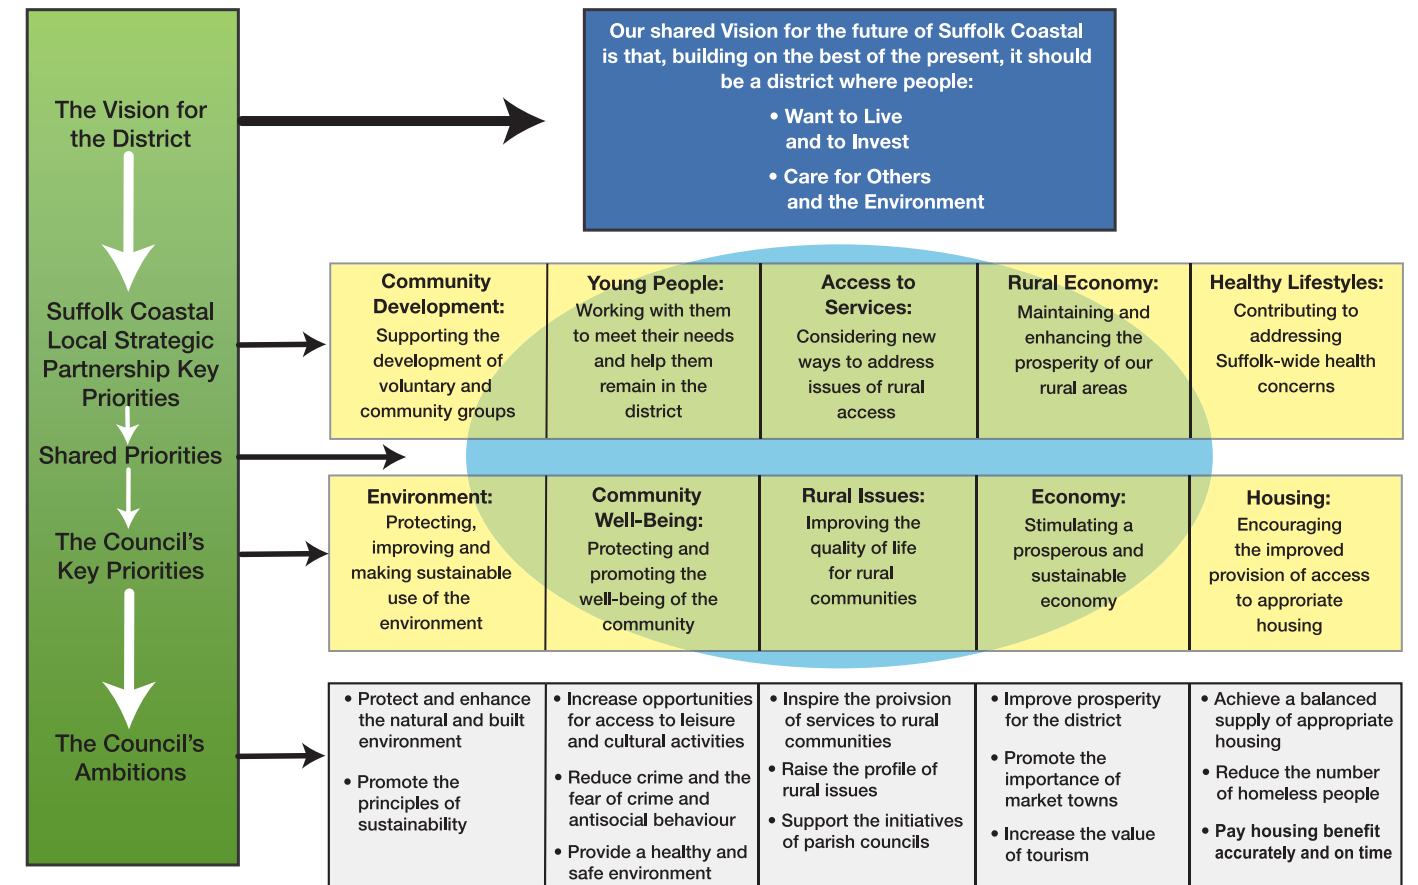 The Vision for
the District
Suffolk Coastal
Local Strategic
Partnership Key
Priorities
Shared Priorities
The Council's
Key Priorities
The Council's
Ambitions
Our shared Vision for the future of Suffolk Coastal
is that, building on the best of the present, it should
be a district where people:
• Want to Live
and to Invest
• Care for Others
and the Environment
Community
Development:
Supporting the
development of
voluntary and
community groups
Young People:
Working with them
to meet their needs
and help them
remain in the
district
Access to
Services:
Considering new
ways to address
issues of rural
access
Rural Economy:
Maintaining and
enhancing the
prosperity of our
rural areas
Healthy Lifestyles:
Contributing to
addressing
Suffolk-wide health
concerns
Environment:
Protecting,
improving and
making sustainable
use of the
environment
Community
Well-Being:
Protecting and
promoting the
well-being of the
community
Rural Issues:
Improving the
quality of life
for rural
communities
Economy:
Stimulating a
prosperous and
sustainable
economy
Housing:
Encouraging
the improved
provision of access
to approriate
housing
• Protect and enhance
the natural and built
environment
• Promote the
principles of
sustainability
• Increase opportunities
for access to leisure
and cultural activities
• Reduce crime and the
fear of crime and
antisocial behaviour
• Provide a healthy and
safe environment
• Inspire the proivsion
of services to rural
communities
• Raise the profile of
rural issues
• Support the initiatives
of parish councils
• Improve prosperity
for the district
• Promote the
importance of
market towns
• Increase the value
of tourism
• Achieve a balanced
supply of appropriate
housing
• Reduce the number
of homeless people
• Pay housing benefit
accurately and on time